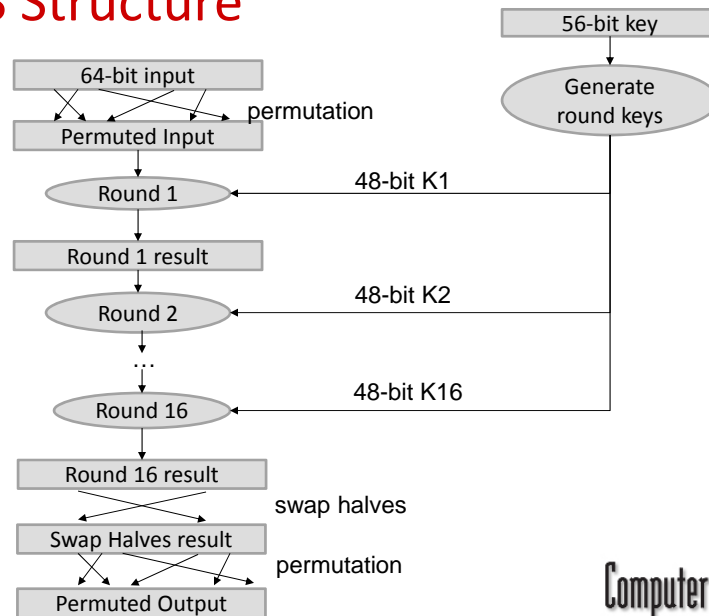 S Structure
56-bit key
64-bit input
Generate
round keys
permutation
Permuted Input
48-bit K1
Round 1
Round 1 result
48-bit K2
Round 2
...
48-bit K16
Round 16
Round 16 result
swap halves
Swap Halves result
permutation
Permuted Output
Computer